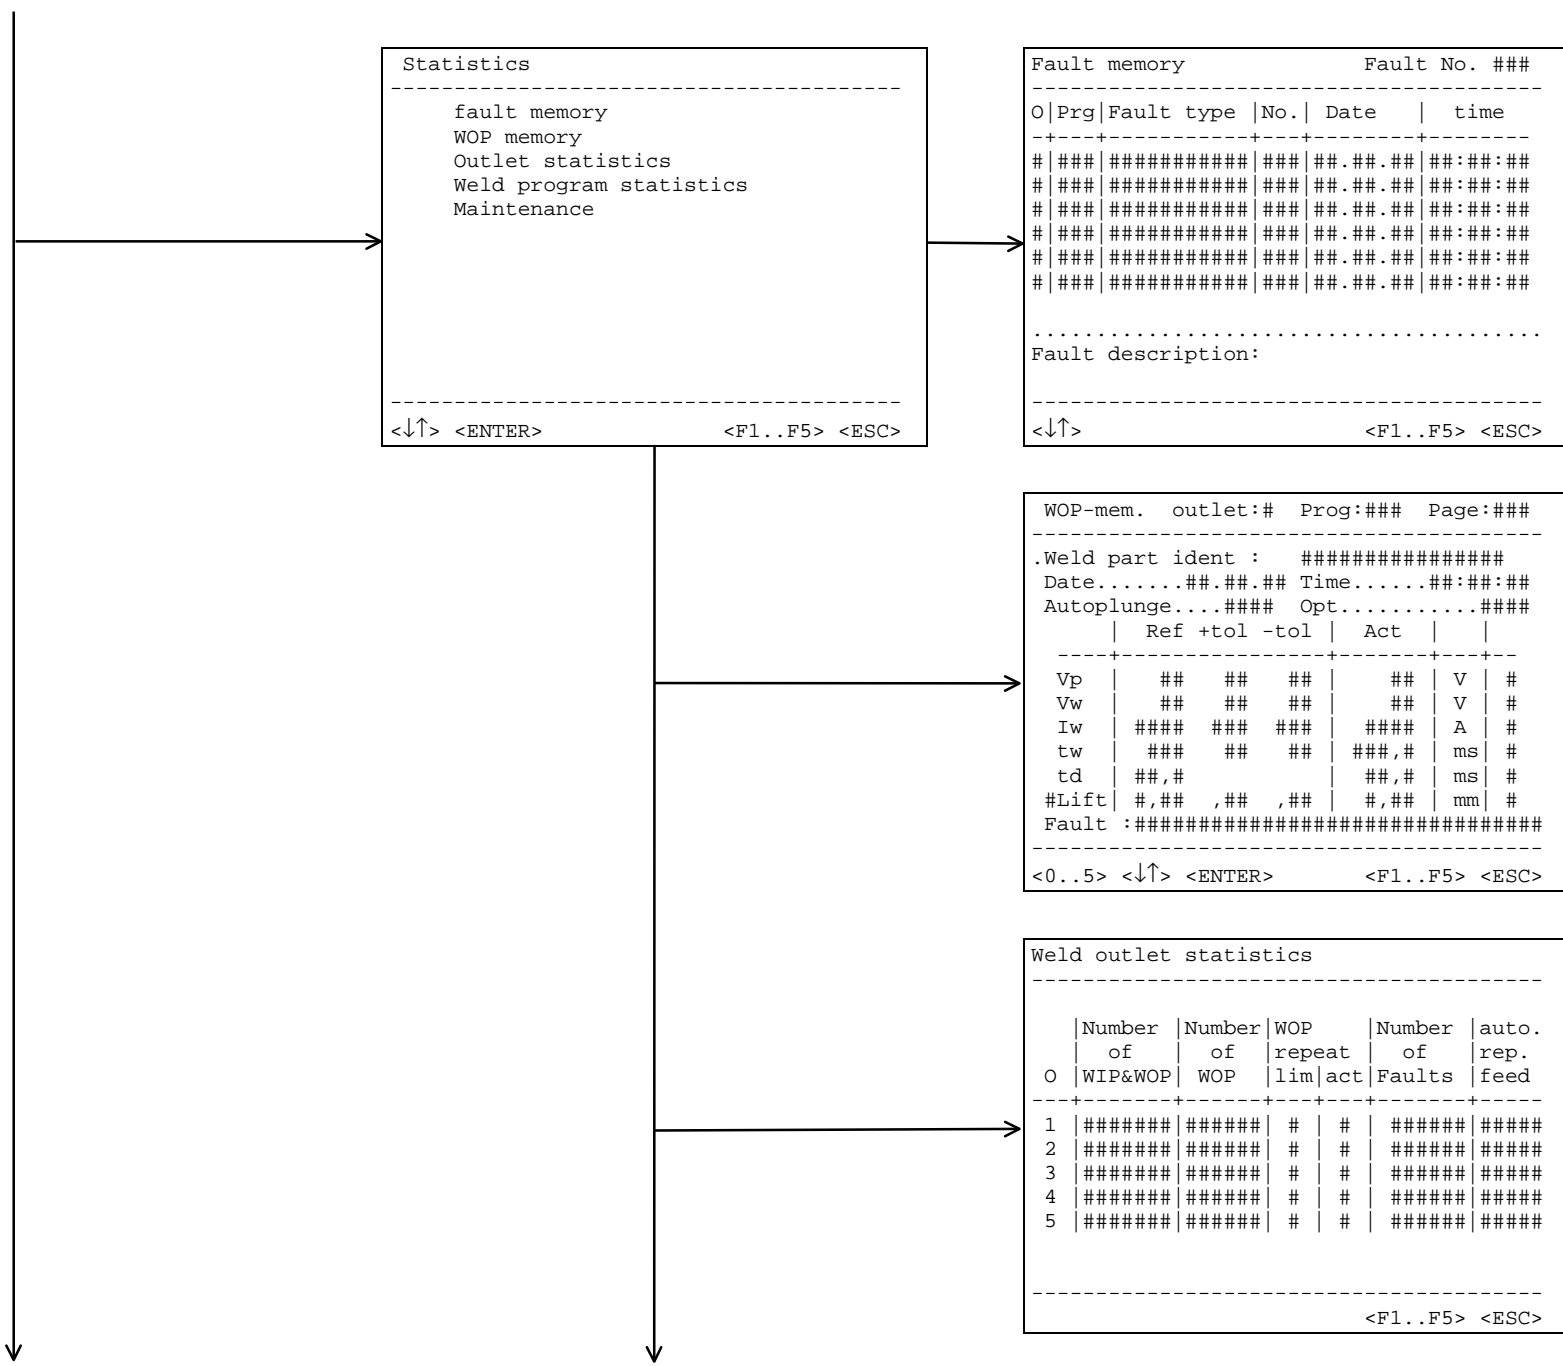 Statistics
----------------------------------------
fault memory
WOP memory
Outlet statistics
Weld program statistics
Maintenance
----------------------------------------
<↓↑> <ENTER> <F1..F5> <ESC>
Fault memory Fault No. ###
----------------------------------------
O|Prg|Fault type |No.| Date | time
-+---+-----------+---+--------+--------
#|###|###########|###|##.##.##|##:##:##
#|###|###########|###|##.##.##|##:##:##
#|###|###########|###|##.##.##|##:##:##
#|###|###########|###|##.##.##|##:##:##
#|###|###########|###|##.##.##|##:##:##
#|###|###########|###|##.##.##|##:##:##
........................................
Fault description:
----------------------------------------
<↓↑> <F1..F5> <ESC>
WOP-mem. outlet:# Prog:### Page:###
----------------------------------------
.Weld part ident : ################
Date.......##.##.## Time......##:##:##
Autoplunge....#### Opt...........####
| Ref +tol -tol | Act | |
----+----------------+-------+---+--
Vp | ## ## ## | ## | V | #
Vw | ## ## ## | ## | V | #
Iw | #### ### ### | #### | A | #
tw | ### ## ## | ###,# | ms| #
td | ##,# | ##,# | ms| #
#Lift| #,## ,## ,## | #,## | mm| #
Fault :################################
----------------------------------------
<0..5> <↓↑> <ENTER> <F1..F5> <ESC>
Weld outlet statistics
----------------------------------------
|Number |Number|WOP |Number |auto.
| of | of |repeat | of |rep.
O |WIP&WOP| WOP |lim|act|Faults |feed
---+-------+------+---+---+-------+-----
1 |#######|######| # | # | ######|#####
2 |#######|######| # | # | ######|#####
3 |#######|######| # | # | ######|#####
4 |#######|######| # | # | ######|#####
5 |#######|######| # | # | ######|#####
----------------------------------------
<F1..F5> <ESC>